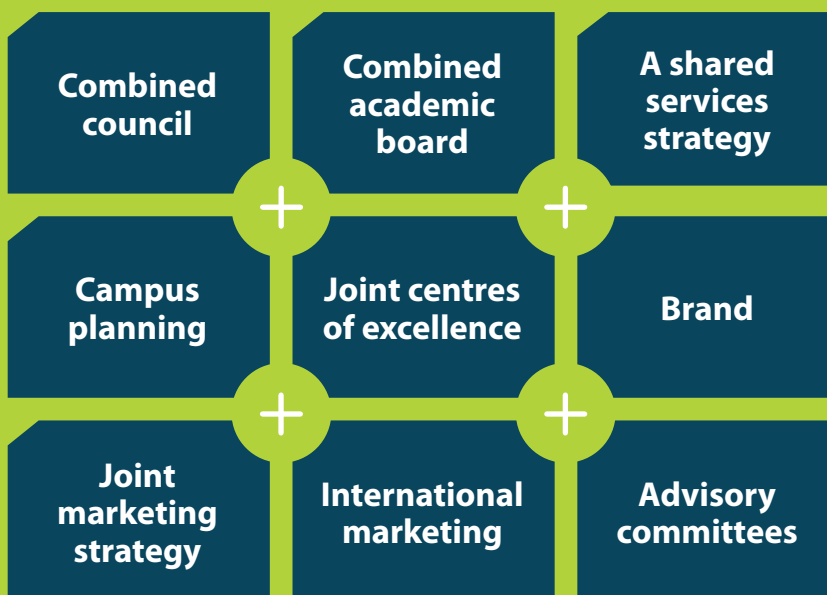 Combined
council
Combined
academic
board
A shared
services
strategy
Campus
planning
Joint centres
of excellence
Brand
Joint
marketing
strategy
International
marketing
Advisory
committees